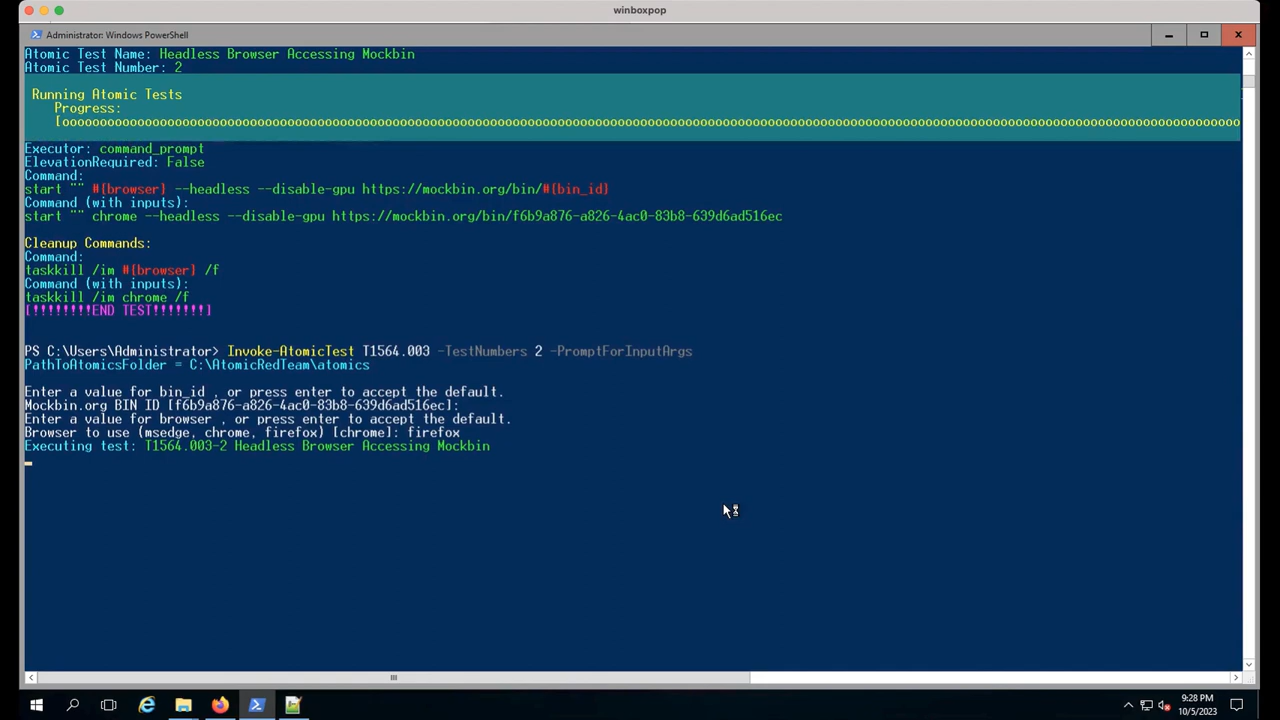 winboxpop
Administrator: Windows PowerShell
Atomic Test Name: Headless Browser Accessing Mockbin
Atomic Test Number: 2
Running Atomic Tests
Progress:
[ooooooooooooooooooooooooooooooooooooooooooooooooooooooooooooooooooooooooooooooooooooooooooooooooooooooooooooooooooooooooooooooooooooooooooooooooooooooooooooo
Executor: command_prompt
ElevationRequired: False
Command:
start "" #{browser} --headless --disable-gpu https://mockbin.org/bin/#{bin_id}
Command (with inputs):
start "" chrome --headless --disable-gpu https://mockbin.org/bin/f6b9a876-a826-4ac0-83b8-639d6ad516ec
Cleanup Commands:
Command:
taskkill /im #{browser} /f
Command (with inputs):
taskkill /im chrome /f
[!!!!!!!!END TEST!!!!!!!]
PS C:\Users\Administrator> Invoke-AtomicTest T1564.003 -TestNumbers 2 -PromptForInputArgs
PathToAtomicsFolder = C:\AtomicRedTeam\atomics
Enter a value for bin_id , or press enter to accept the default.
Mockbin.org BIN ID [f6b9a876-a826-4ac0-83b8-639d6ad516ec]:
Enter a value for browser , or press enter to accept the default.
Browser to use (msedge, chrome, firefox) [chrome]: firefox
Executing test: T1564.003-2 Headless Browser Accessing Mockbin
9:28 PM
10/5/2023